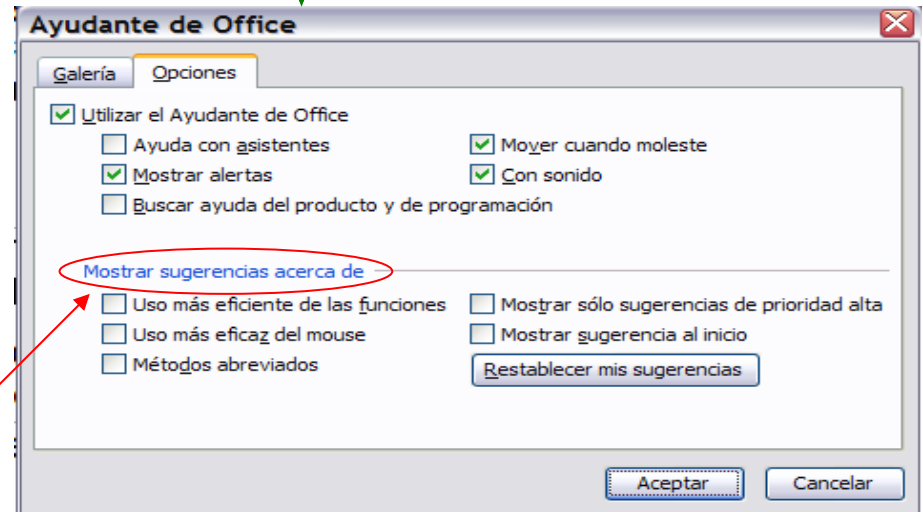 Ayudante de Office
Galería Opciones
Utilizar el Ayudante de Office
Ayuda con asistentes Mover cuando moleste
Mostrar alertas Con sonido
Buscar ayuda del producto y de programación
Mostrar sugerencias acerca de
Uso más eficiente de las funciones Mostrar sólo sugerencias de prioridad alta
Uso más eficaz del mouse Mostrar sugerencia al inicio
Métodos abreviados Restablecer mis sugerencias
Aceptar Cancelar